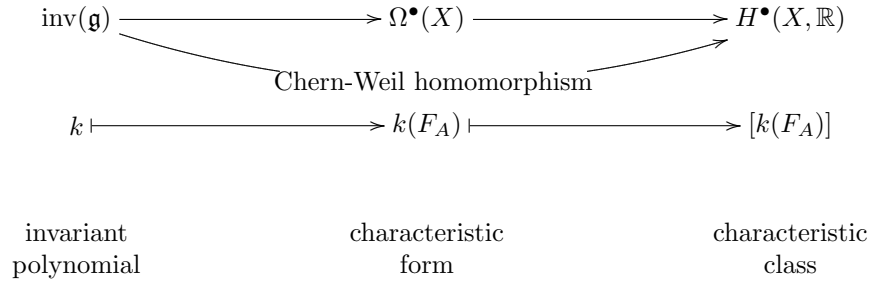 inv(𝔤) Ω•(X) H•(X, ℝ)
Chern-Weil homomorphism
k k(F_A) [k(F_A)]
invariant characteristic characteristic
polynomial form class